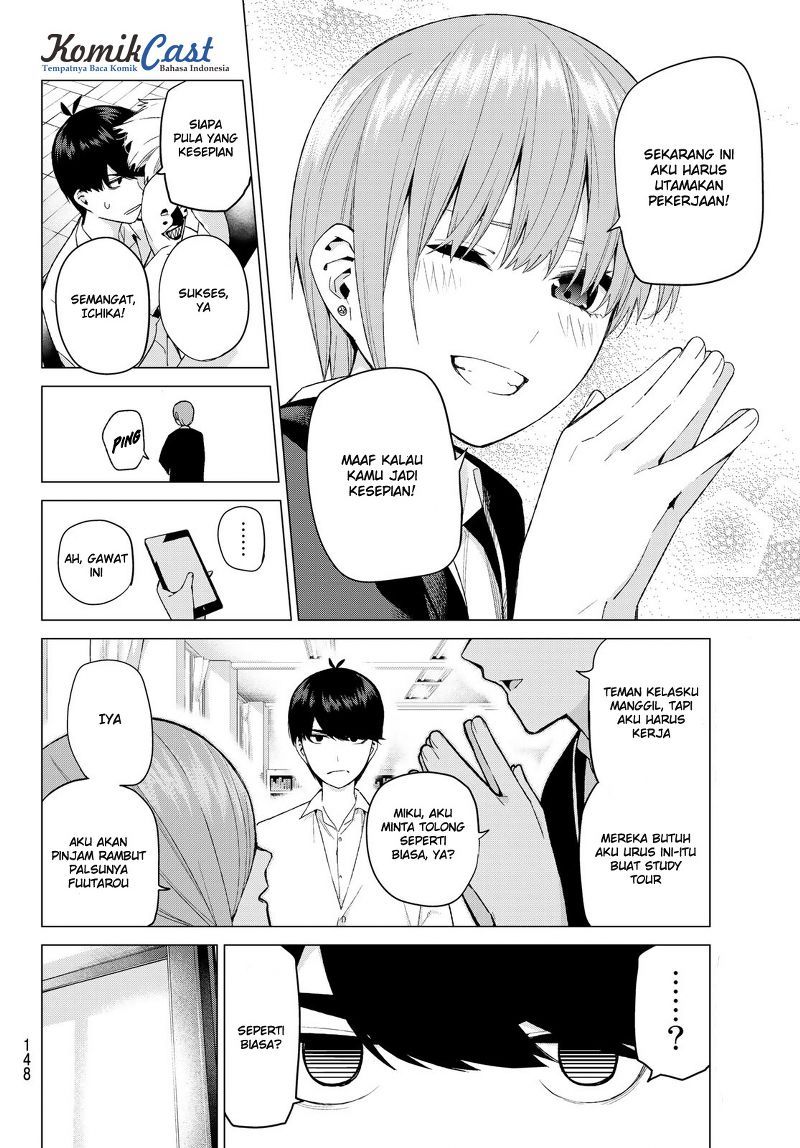 KomikCast
Tempatnya Baca Komik Bahasa Indonesia
SEKARANG INI
AKU HARUS
UTAMAKAN
PEKERJAAN!
MAAF KALAU
KAMU JADI
KESEPIAN!
SIAPA
PULA YANG
KESEPIAN
SUKSES,
YA
SEMANGAT,
ICHIKA!
PING
......
AH, GAWAT
INI
TEMAN KELASKU
MANGGIL, TAPI
AKU HARUS
KERJA
MEREKA BUTUH
AKU URUS INI-ITU
BUAT STUDY
TOUR
MIKU, AKU
MINTA TOLONG
SEPERTI
BIASA, YA?
IYA
AKU AKAN
PINJAM RAMBUT
PALSUNYA
FUUTAROU
......?
SEPERTI
BIASA?
148